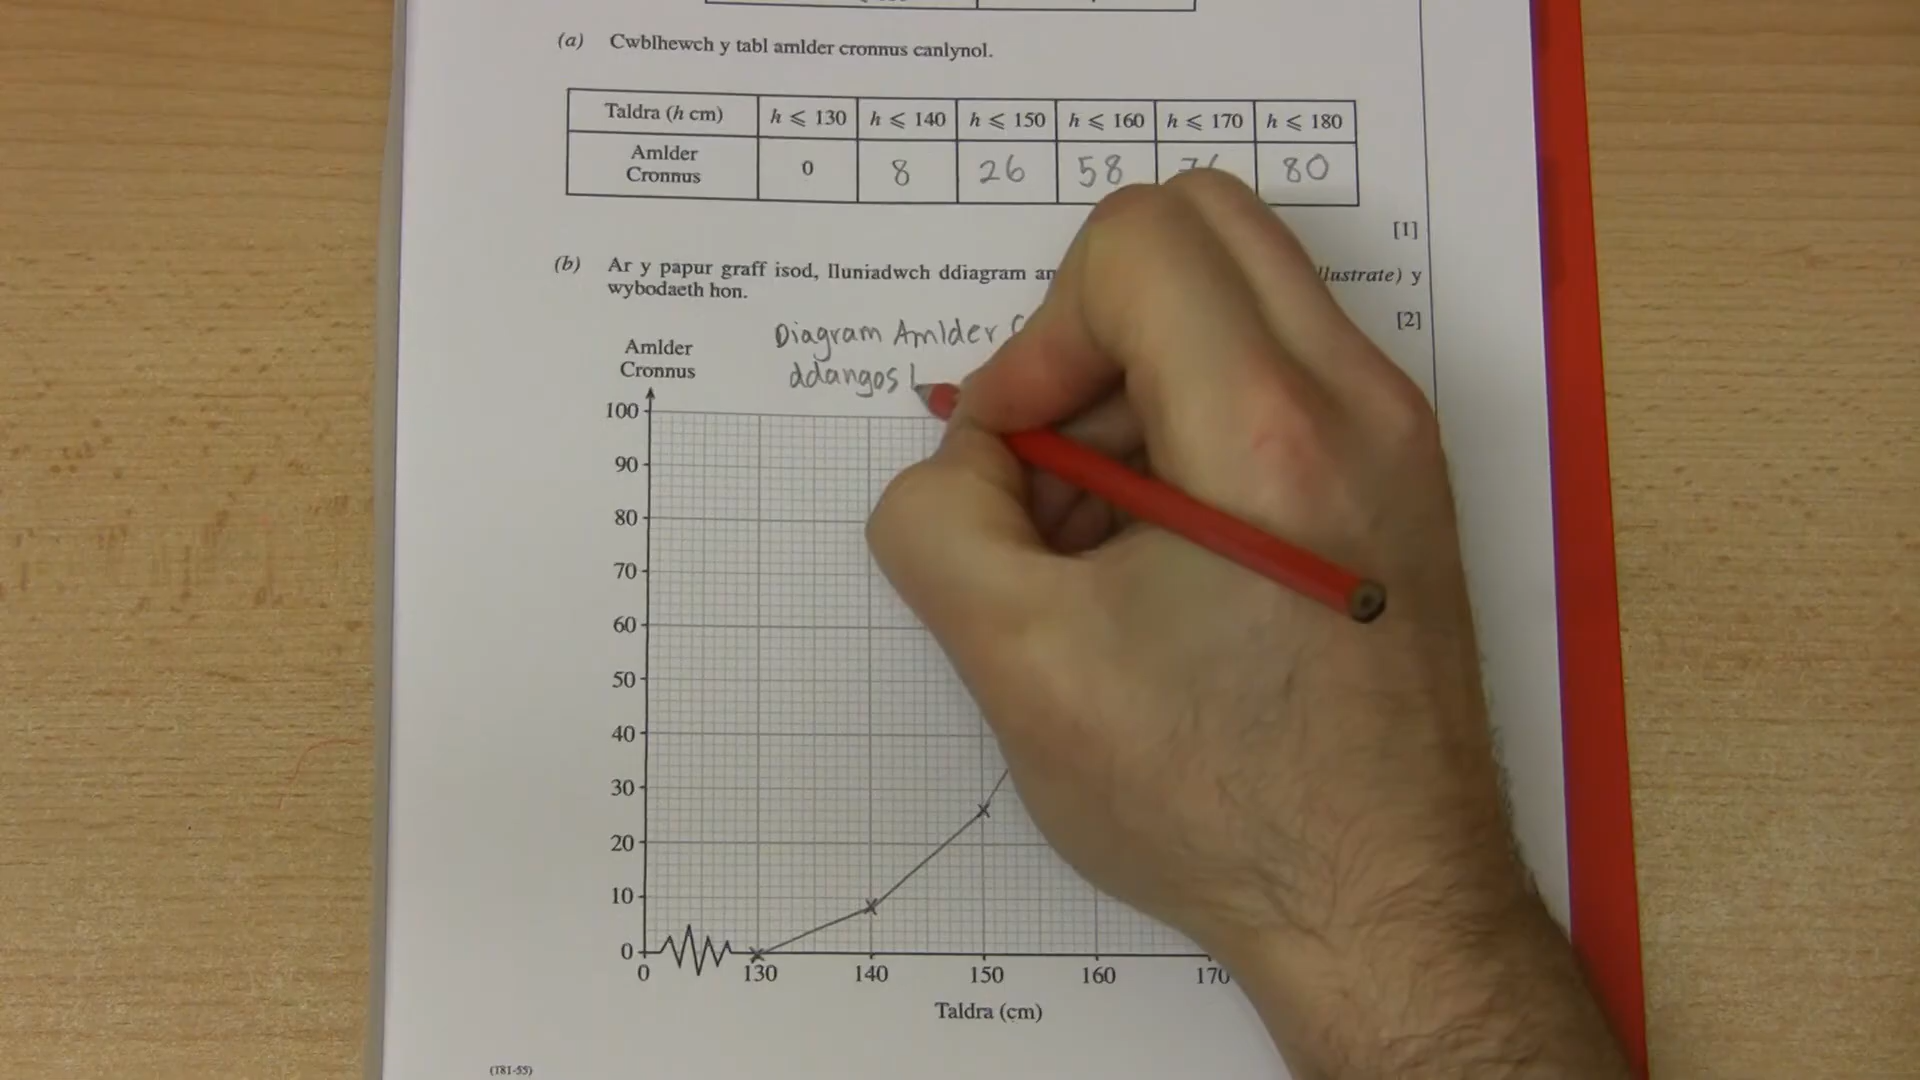 (a) Cwblhewch y tabl amlder cronnus canlynol.
Taldra (h cm) h ⩽ 130 h ⩽ 140 h ⩽ 150 h ⩽ 160 h ⩽ 170 h ⩽ 180
Amlder
Cronnus 0 8 26 58 76 80
[1]
(b) Ar y papur graff isod, lluniadwch ddiagram llustrate) y
wybodaeth hon.
[2]
Diagram Amlder
ddangos
Amlder
Cronnus
100
90
80
70
60
50
40
30
20
10
0
0 130 140 150 160 170
Taldra (cm)
(181-55)